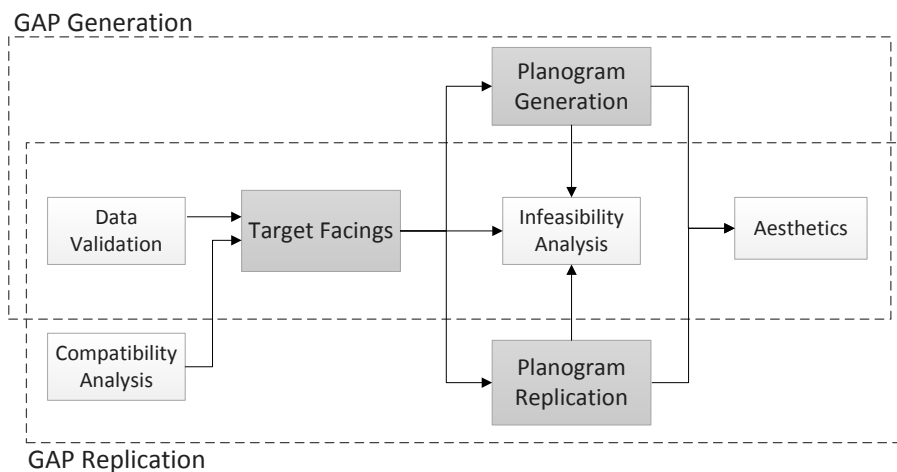 GAP Generation
Planogram
Generation
Data
Validation
Target Facings
Infeasibility
Analysis
Aesthetics
Compatibility
Analysis
Planogram
Replication
GAP Replication